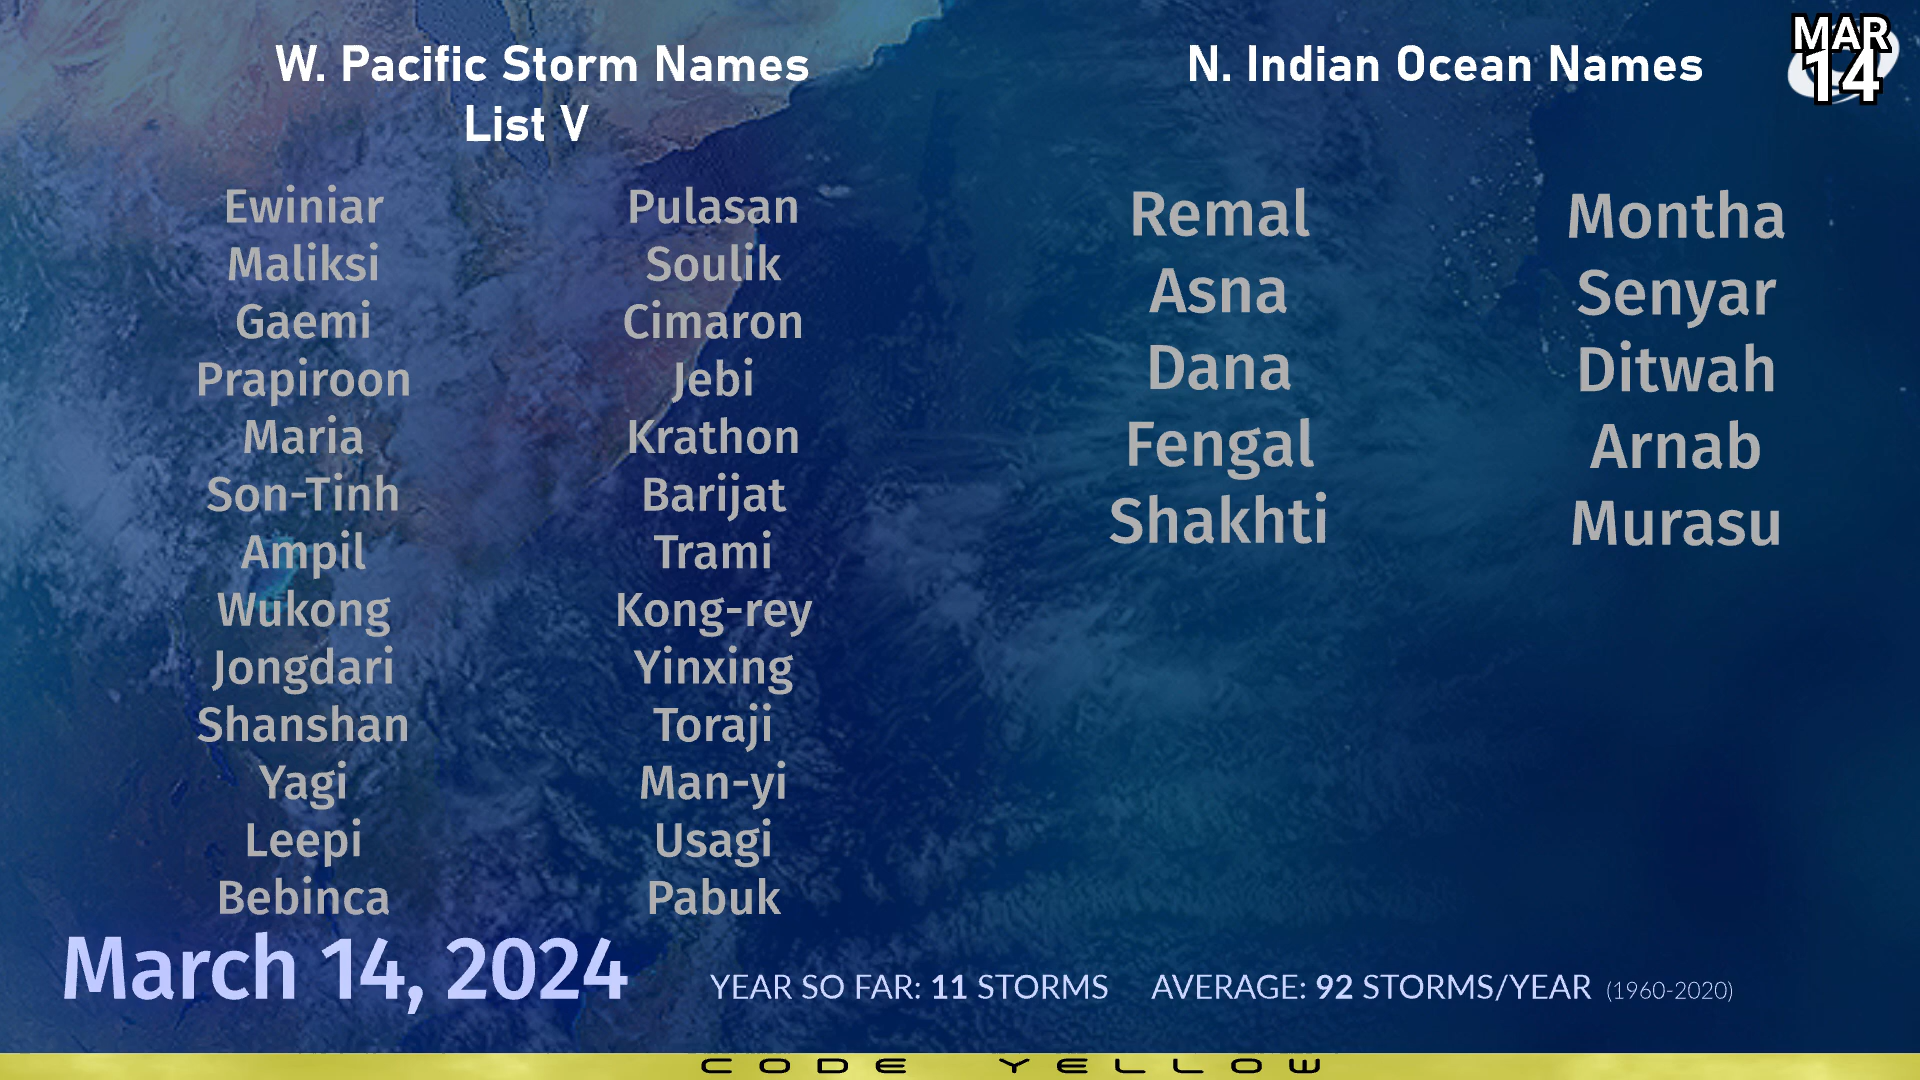 W. Pacific Storm Names
List V
Ewiniar
Maliksi
Gaemi
Prapiroon
Maria
Son-Tinh
Ampil
Wukong
Jongdari
Shanshan
Yagi
Leepi
Bebinca
Pulasan
Soulik
Cimaron
Jebi
Krathon
Barijat
Trami
Kong-rey
Yinxing
Toraji
Man-yi
Usagi
Pabuk
N. Indian Ocean Names
Remal
Asna
Dana
Fengal
Shakhti
Montha
Senyar
Ditwah
Arnab
Murasu
MAR
14
March 14, 2024
YEAR SO FAR: 11 STORMS AVERAGE: 92 STORMS/YEAR (1960-2020)
CODE YELLOW